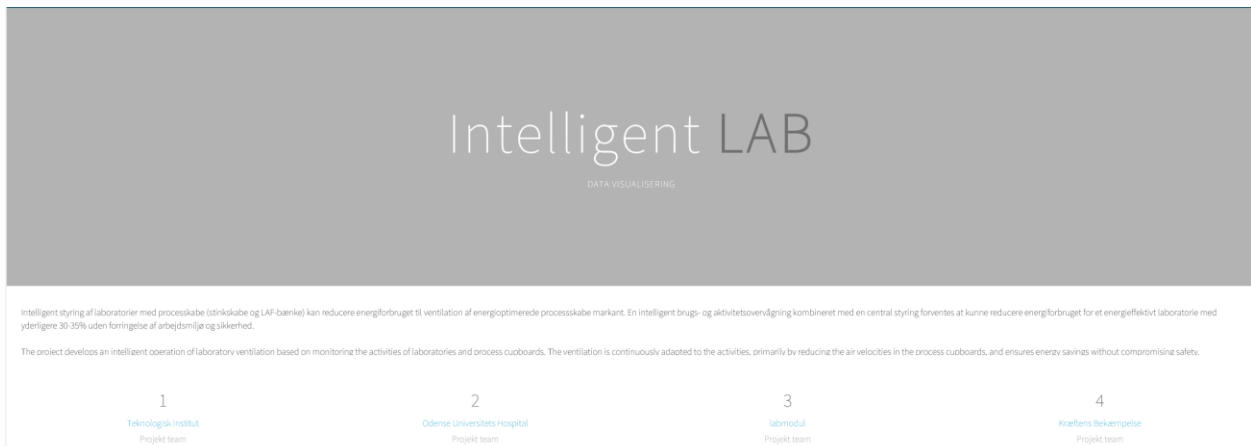 Intelligent LAB
DATA VISUALISERING
Intelligent styring af laboratorier med processkabe (stinkskabe og LAF-bænke) kan reducere energiforbruget til ventilation af energioptimerede processskabe markant. En intelligent brugs- og aktivitetsovervågning kombineret med en central styring forventes at kunne reducere energiforbruget for et energieffektivt laboratorie med
yderligere 30-35% uden forringelse af arbejdsmiljø og sikkerhed.
The project develops an intelligent operation of laboratory ventilation based on monitoring the activities of laboratories and process cupboards. The ventilation is continuously adapted to the activities, primarily by reducing the air velocities in the process cupboards, and ensures energy savings without compromising safety.
1 2 3 4
Teknologisk Institut Odense Universitets Hospital labmodul Kræftens Bekæmpelse
Projekt team Projekt team Projekt team Projekt team